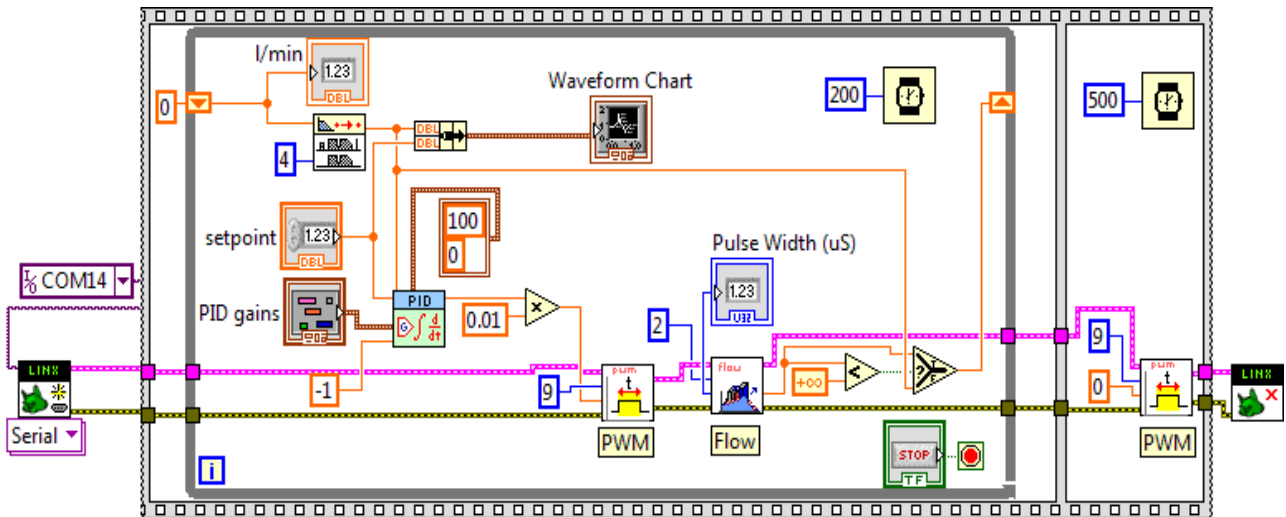 l/min
1.23
DBL
Waveform Chart
0
200
500
DBL
DBL
4
100
0
setpoint
1.23
DBL
Pulse Width (uS)
1.23
U32
COM14
PID gains
PID
G
d
dt
0.01
×
2
9
LINX
-1
pwm
t
9
flow
+∞
<
?
0
pwm
t
LINX
Serial
PWM
Flow
STOP
TF
PWM
i